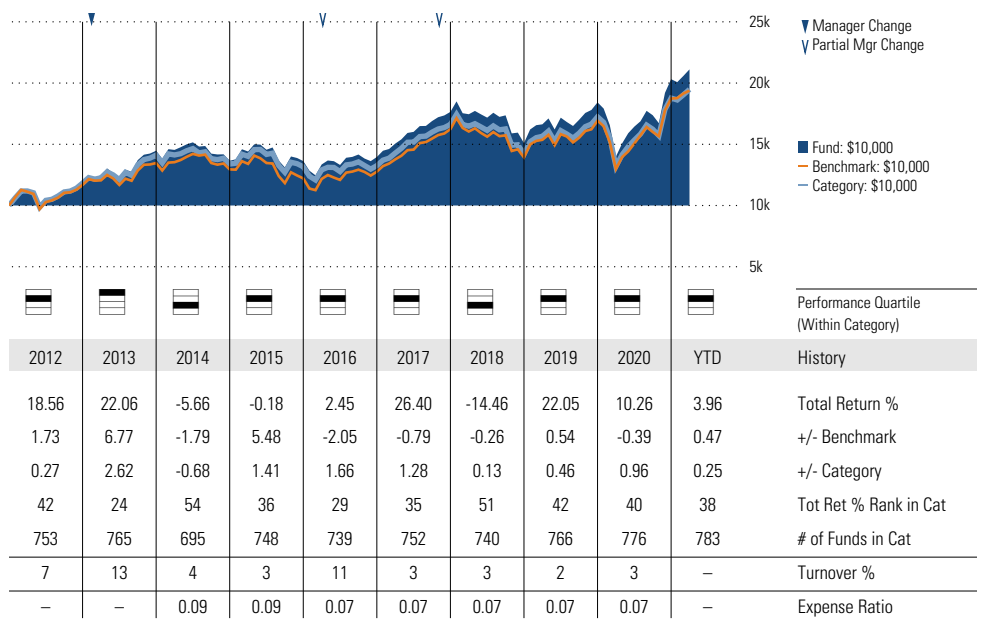 25k
▼ Manager Change
∨ Partial Mgr Change
20k
15k
Fund: $10,000
Benchmark: $10,000
Category: $10,000
10k
5k
Performance Quartile
(Within Category)
2012 2013 2014 2015 2016 2017 2018 2019 2020 YTD History
18.56 22.06 -5.66 -0.18 2.45 26.40 -14.46 22.05 10.26 3.96 Total Return %
1.73 6.77 -1.79 5.48 -2.05 -0.79 -0.26 0.54 -0.39 0.47 +/- Benchmark
0.27 2.62 -0.68 1.41 1.66 1.28 0.13 0.46 0.96 0.25 +/- Category
42 24 54 36 29 35 51 42 40 38 Tot Ret % Rank in Cat
753 765 695 748 739 752 740 766 776 783 # of Funds in Cat
7 13 4 3 11 3 3 2 3 – Turnover %
– – 0.09 0.09 0.07 0.07 0.07 0.07 0.07 – Expense Ratio